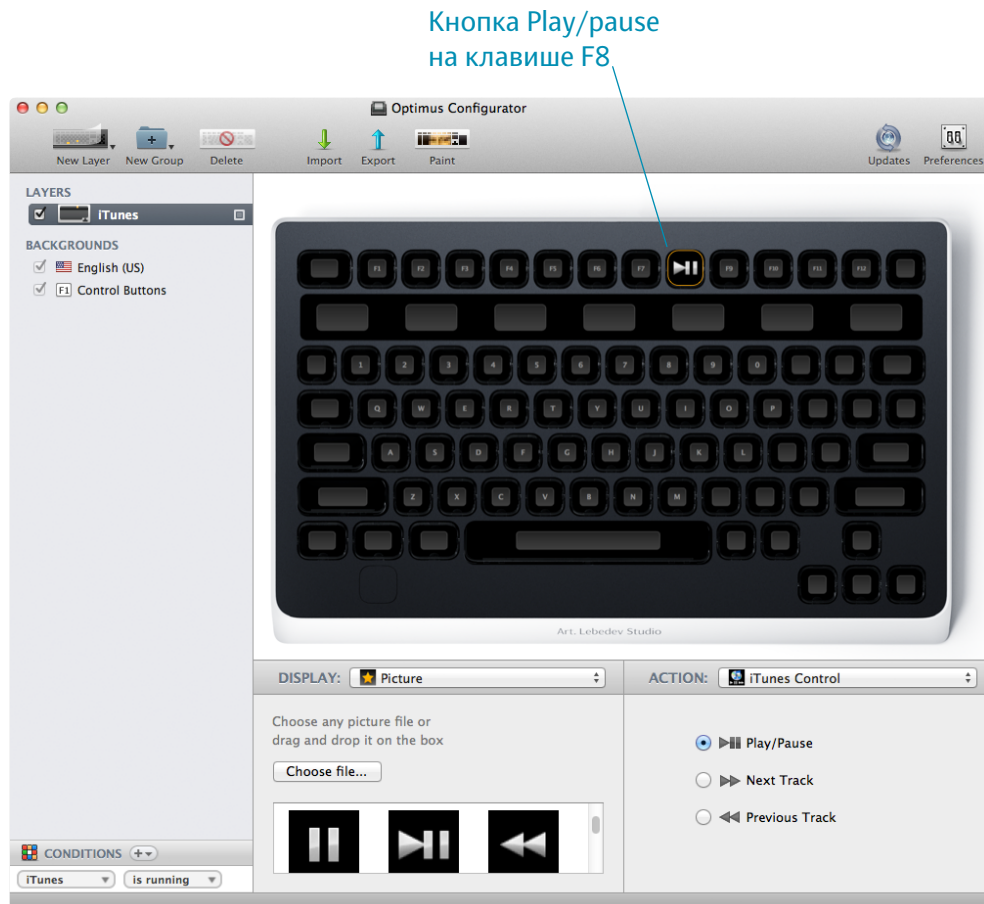 Кнопка Play/pause
на клавише F8
Optimus Configurator
New Layer New Group Delete Import Export Paint Updates Preferences
LAYERS
iTunes
BACKGROUNDS
English (US)
F1 Control Buttons
F1 F2 F3 F4 F5 F6 F7 F9 F10 F11 F12
1 2 3 4 5 6 7 8 9 0
Q W E R T Y U I O P
A S D F G H J K L
Z X C V B N M
Art. Lebedev Studio
DISPLAY: Picture
ACTION: iTunes Control
Choose any picture file or
drag and drop it on the box
Choose file...
Play/Pause
Next Track
Previous Track
CONDITIONS
iTunes is running